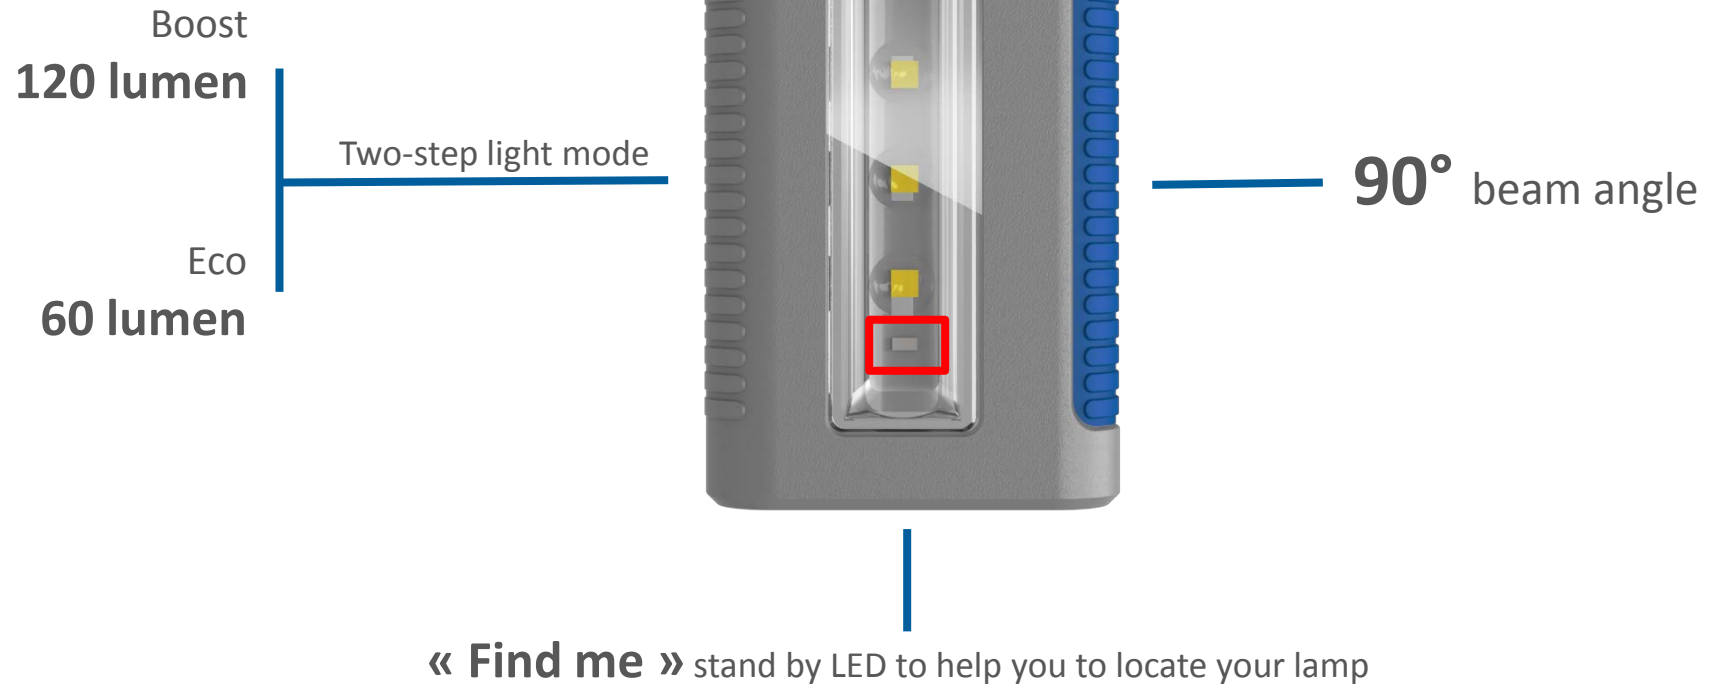 Boost
120 lumen
Two-step light mode
Eco
60 lumen
90° beam angle
« Find me » stand by LED to help you to locate your lamp